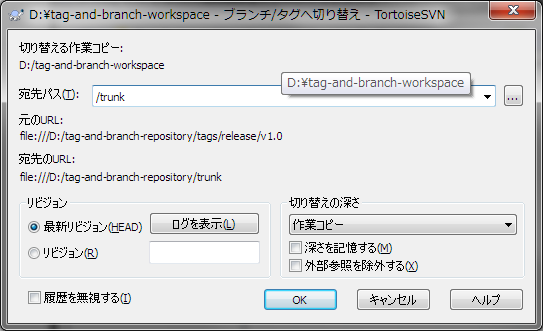 D:¥tag-and-branch-workspace - ブランチ/タグへ切り替え - TortoiseSVN
切り替える作業コピー:
D:/tag-and-branch-workspace
D:¥tag-and-branch-workspace
宛先パス(T): /trunk ...
元のURL:
file:///D:/tag-and-branch-repository/tags/release/v1.0
宛先のURL:
file:///D:/tag-and-branch-repository/trunk
リビジョン
最新リビジョン(HEAD) ログを表示(L)
リビジョン(R)
切り替えの深さ
作業コピー
深さを記憶する(M)
外部参照を除外する(X)
履歴を無視する(I)
OK キャンセル ヘルプ